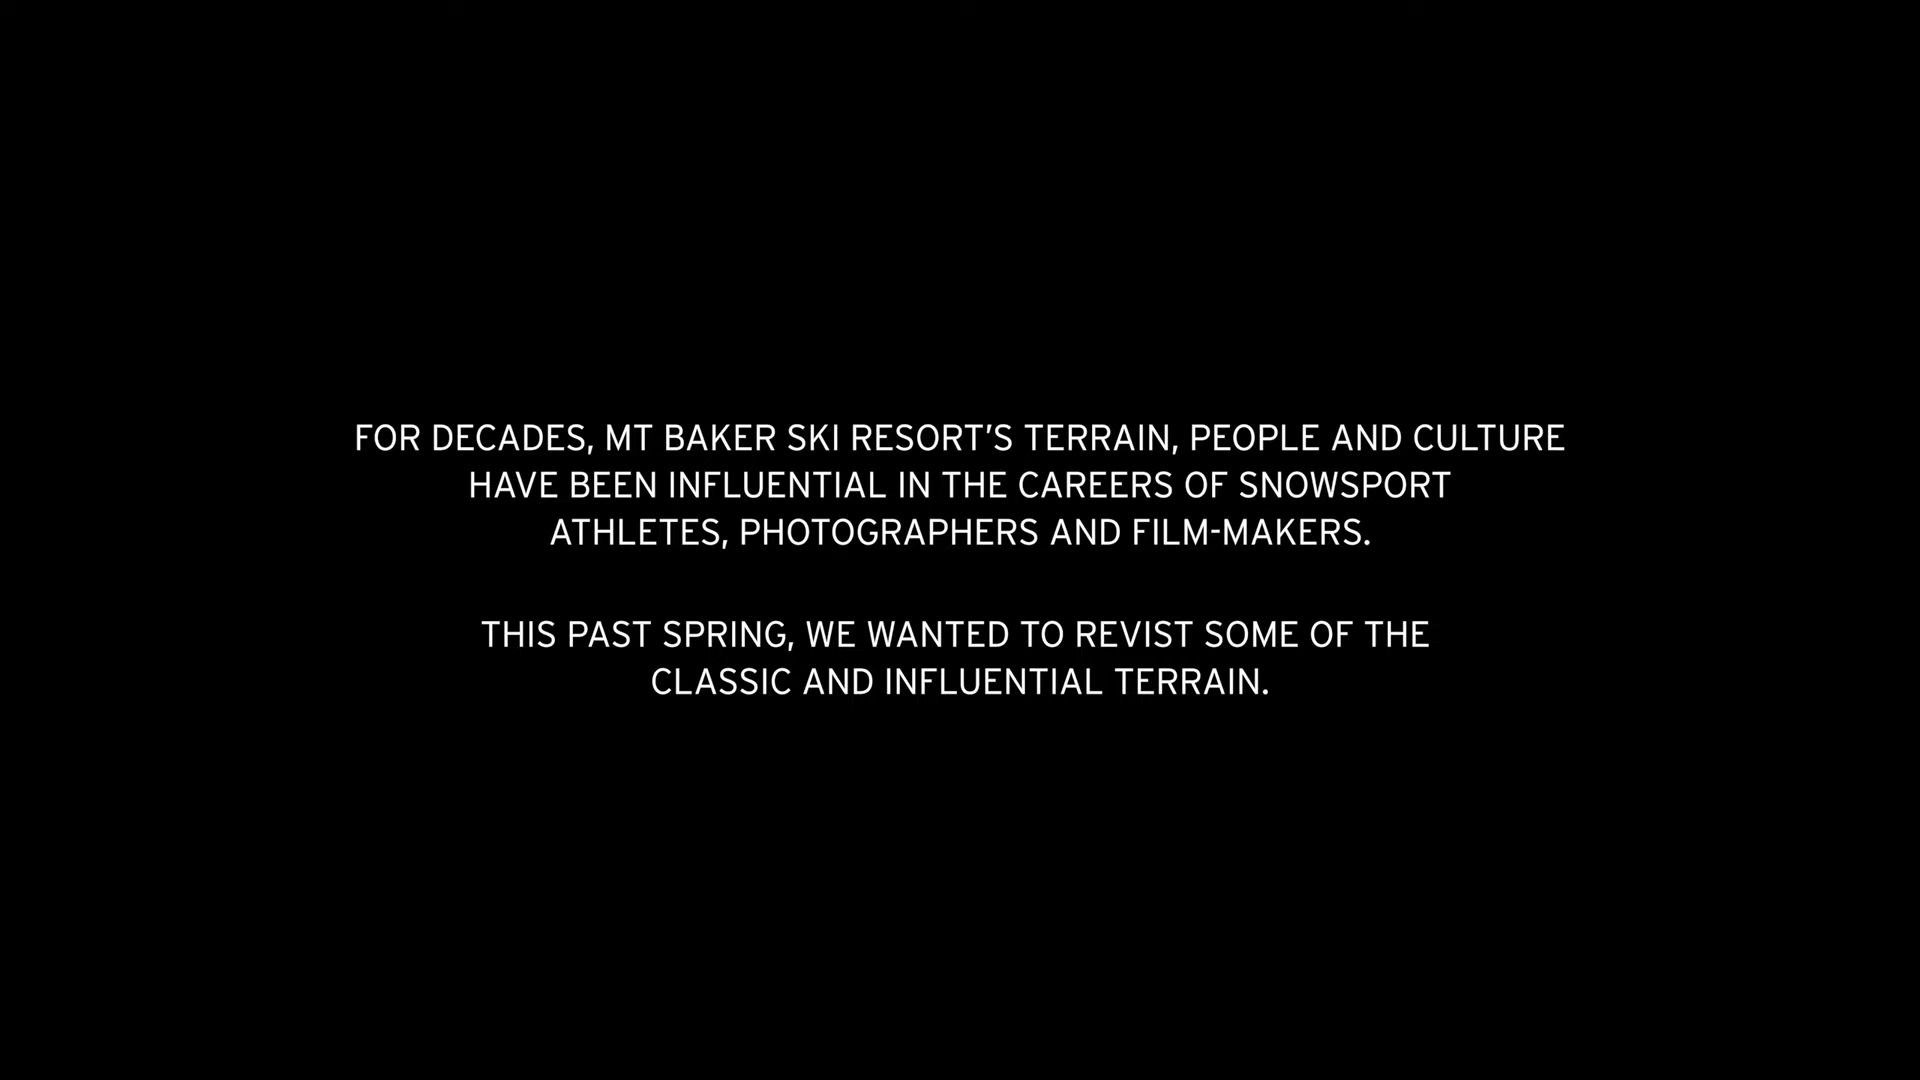 FOR DECADES, MT BAKER SKI RESORT'S TERRAIN, PEOPLE AND CULTURE
HAVE BEEN INFLUENTIAL IN THE CAREERS OF SNOWSPORT
ATHLETES, PHOTOGRAPHERS AND FILM-MAKERS.
THIS PAST SPRING, WE WANTED TO REVIST SOME OF THE
CLASSIC AND INFLUENTIAL TERRAIN.